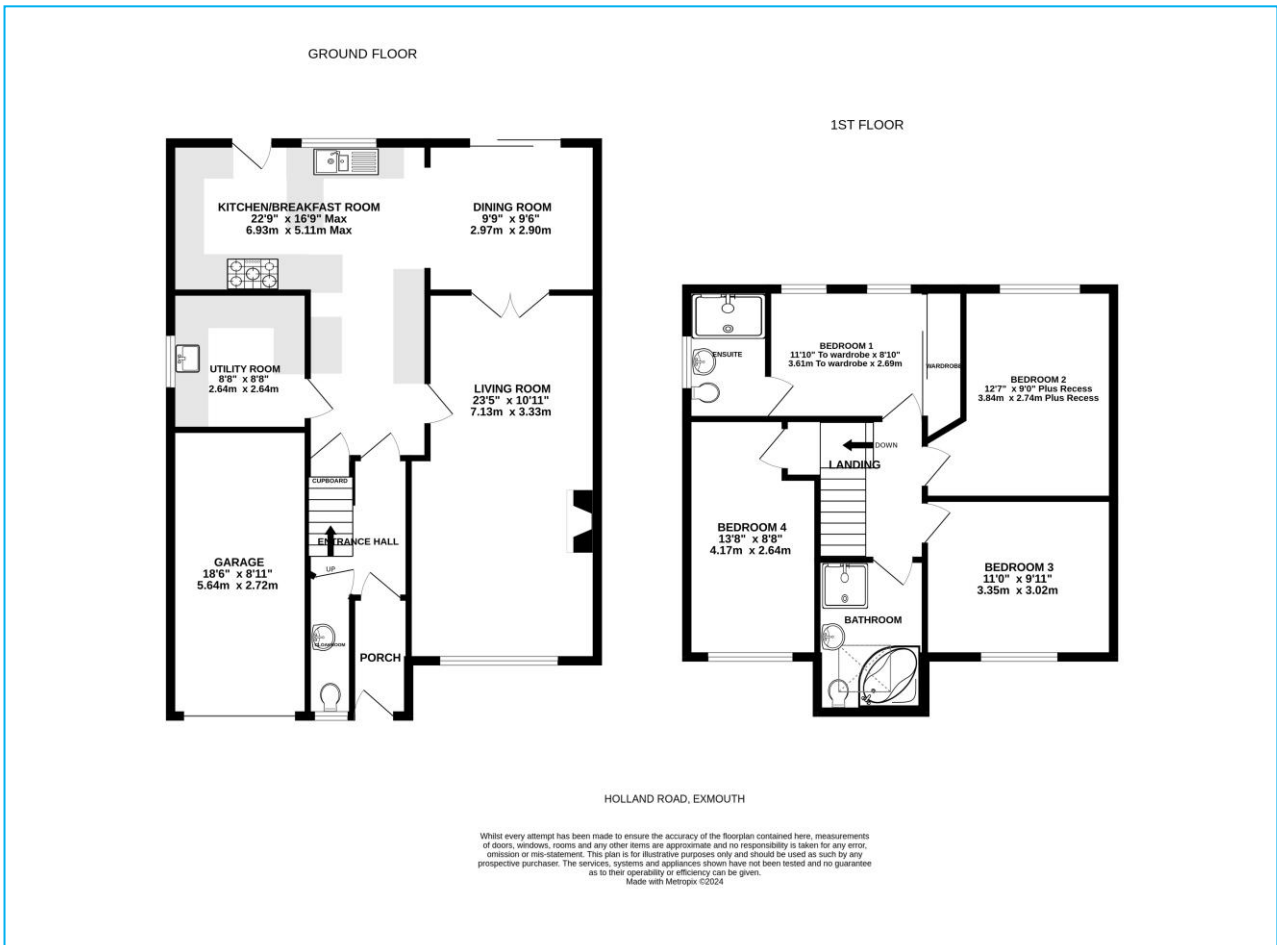 GROUND FLOOR
KITCHEN/BREAKFAST ROOM
22'9" x 16'9" Max
6.93m x 5.11m Max
DINING ROOM
9'9" x 9'6"
2.97m x 2.90m
UTILITY ROOM
8'8" x 8'8"
2.64m x 2.64m
LIVING ROOM
23'5" x 10'11"
7.13m x 3.33m
CUPBOARD
ENTRANCE HALL
UP
GARAGE
18'6" x 8'11"
5.64m x 2.72m
CLOAKROOM
PORCH
1ST FLOOR
ENSUITE
BEDROOM 1
11'10" To wardrobe x 8'10"
3.61m To wardrobe x 2.69m
WARDROBE
BEDROOM 2
12'7" x 9'0" Plus Recess
3.84m x 2.74m Plus Recess
DOWN
LANDING
BEDROOM 4
13'8" x 8'8"
4.17m x 2.64m
BEDROOM 3
11'0" x 9'11"
3.35m x 3.02m
BATHROOM
HOLLAND ROAD, EXMOUTH
Whilst every attempt has been made to ensure the accuracy of the floorplan contained here, measurements
of doors, windows, rooms and any other items are approximate and no responsibility is taken for any error,
omission or mis-statement. This plan is for illustrative purposes only and should be used as such by any
prospective purchaser. The services, systems and appliances shown have not been tested and no guarantee
as to their operability or efficiency can be given.
Made with Metropix ©2024